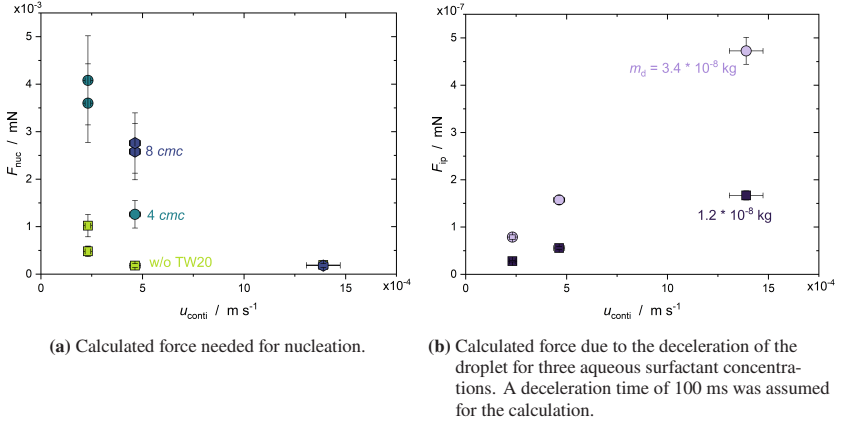 x10⁻³
5
4
3
2
1
0
F_nuc / mN
8 cmc
4 cmc
w/o TW20
0 5 10 15 x10⁻⁴
u_conti / m s⁻¹
(a) Calculated force needed for nucleation.
x10⁻⁷
5
4
3
2
1
0
F_ip / mN
m_d = 3.4 * 10⁻⁸ kg
1.2 * 10⁻⁸ kg
0 5 10 15 x10⁻⁴
u_conti / m s⁻¹
(b) Calculated force due to the deceleration of the
droplet for three aqueous surfactant concentra-
tions. A deceleration time of 100 ms was assumed
for the calculation.